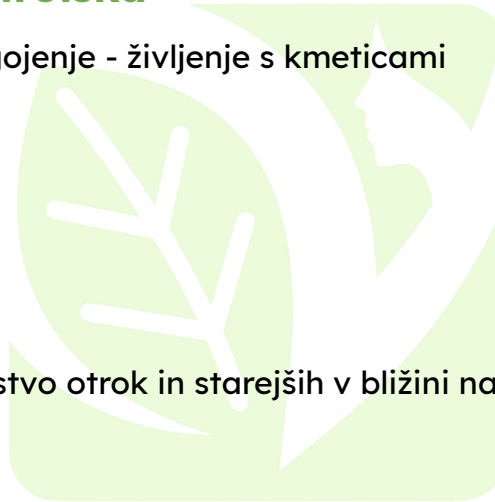 ojenje - življenje s kmeticami
stvo otrok in starejših v bližini na